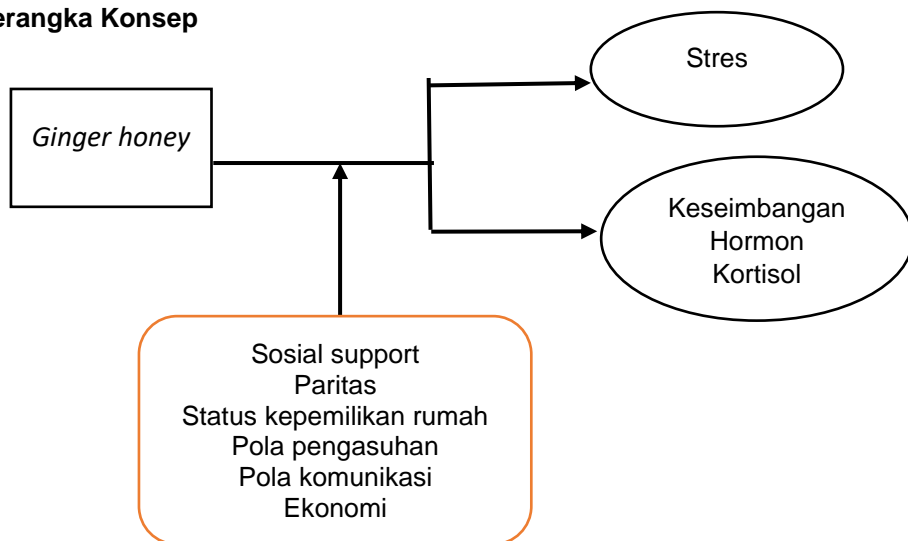 erangka Konsep
Stres
Ginger honey
Keseimbangan
Hormon
Kortisol
Sosial support
Paritas
Status kepemilikan rumah
Pola pengasuhan
Pola komunikasi
Ekonomi